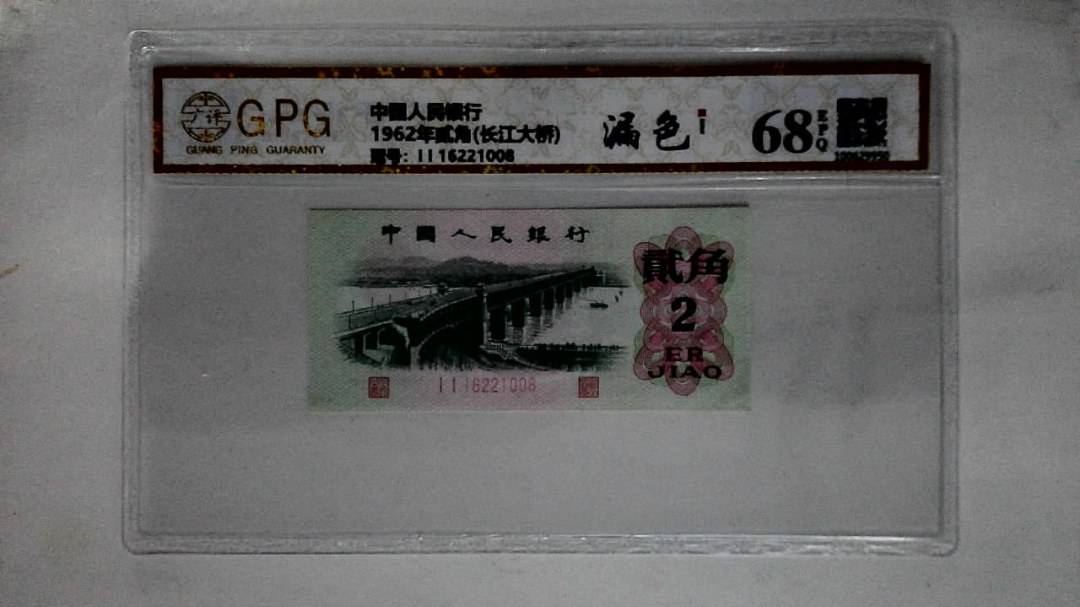 GPG
GUANG PING GUARANTY
中國人民銀行
1962年贰角(长江大桥)
冠号: II16221008
漏色
68
EPQ
中國人民銀行
貳角
2
ER
JIAO
II16221008